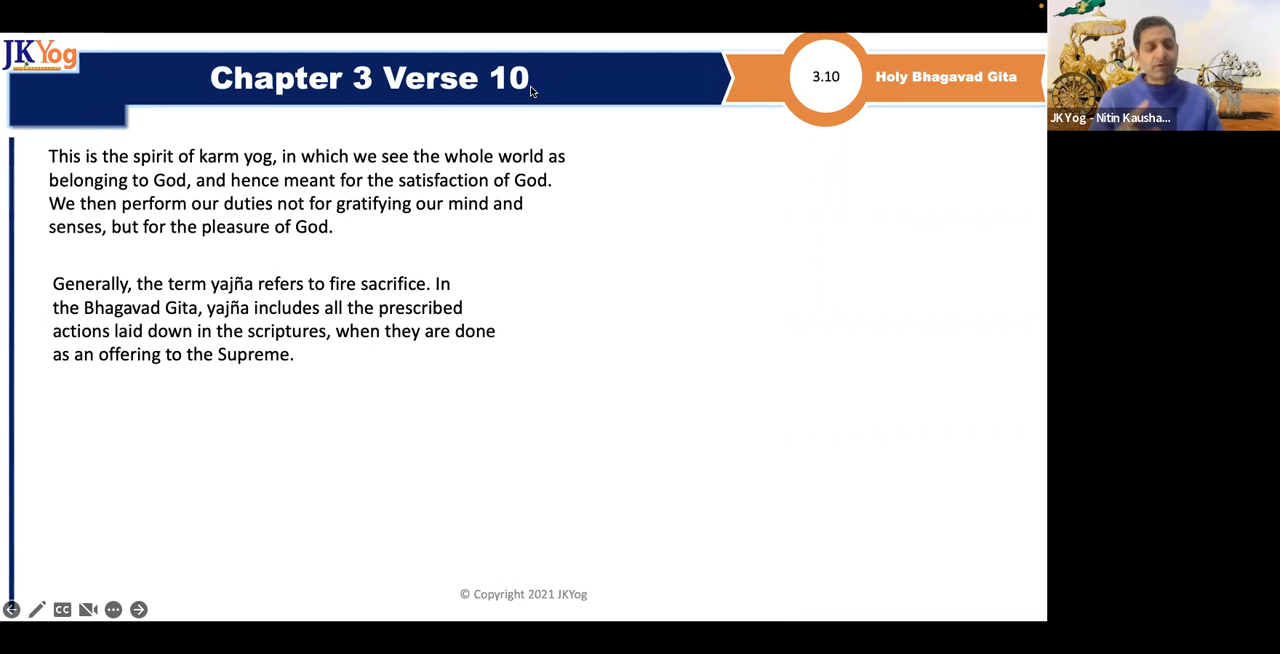 JKYog
Chapter 3 Verse 10
3.10
Holy Bhagavad Gita
JKYog - Nitin Kausha...
This is the spirit of karm yog, in which we see the whole world as
belonging to God, and hence meant for the satisfaction of God.
We then perform our duties not for gratifying our mind and
senses, but for the pleasure of God.
Generally, the term yajña refers to fire sacrifice. In
the Bhagavad Gita, yajña includes all the prescribed
actions laid down in the scriptures, when they are done
as an offering to the Supreme.
© Copyright 2021 JKYog
CC